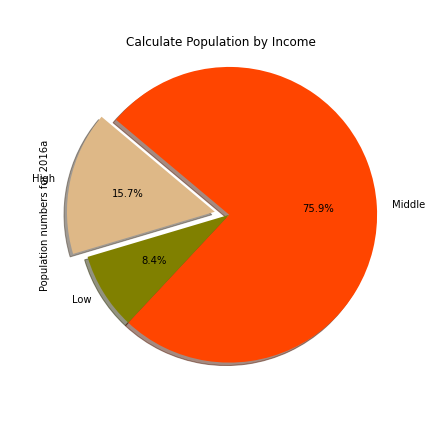 Calculate Population by Income
Population numbers for 2016a
High
15.7%
75.9%
Middle
8.4%
Low